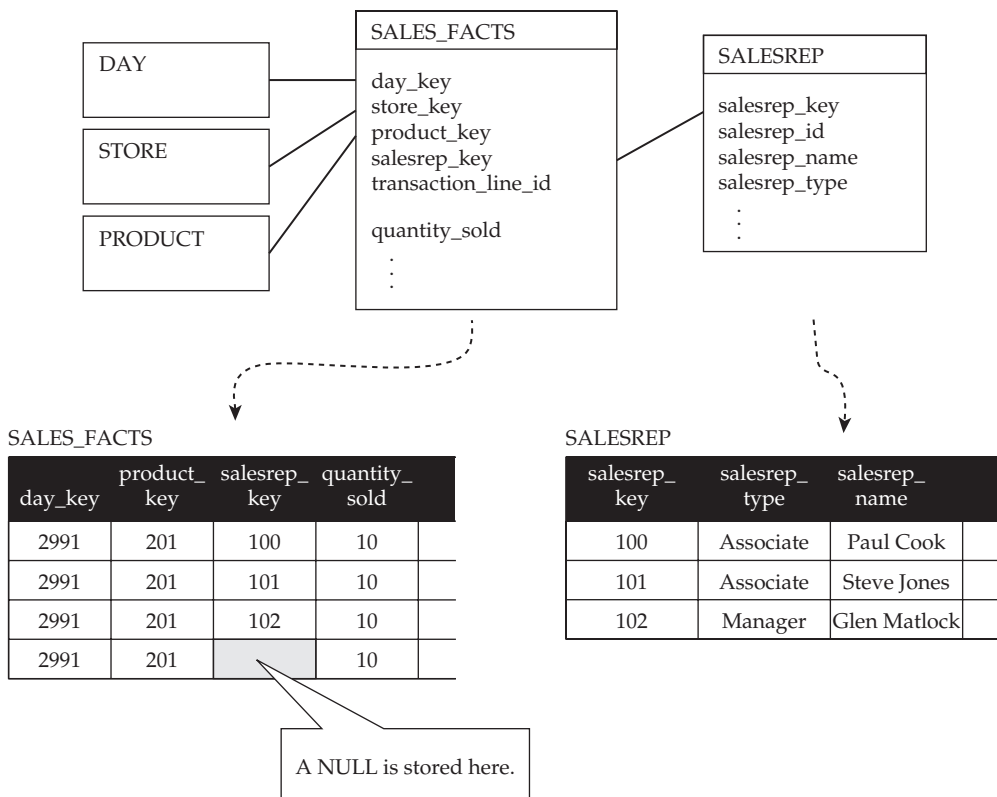 DAY
STORE
PRODUCT
SALES_FACTS
day_key
store_key
product_key
salesrep_key
transaction_line_id
quantity_sold
SALESREP
salesrep_key
salesrep_id
salesrep_name
salesrep_type
SALES_FACTS
day_key product_ key salesrep_ key quantity_ sold
2991 201 100 10
2991 201 101 10
2991 201 102 10
2991 201 10
A NULL is stored here.
SALESREP
salesrep_ key salesrep_ type salesrep_ name
100 Associate Paul Cook
101 Associate Steve Jones
102 Manager Glen Matlock